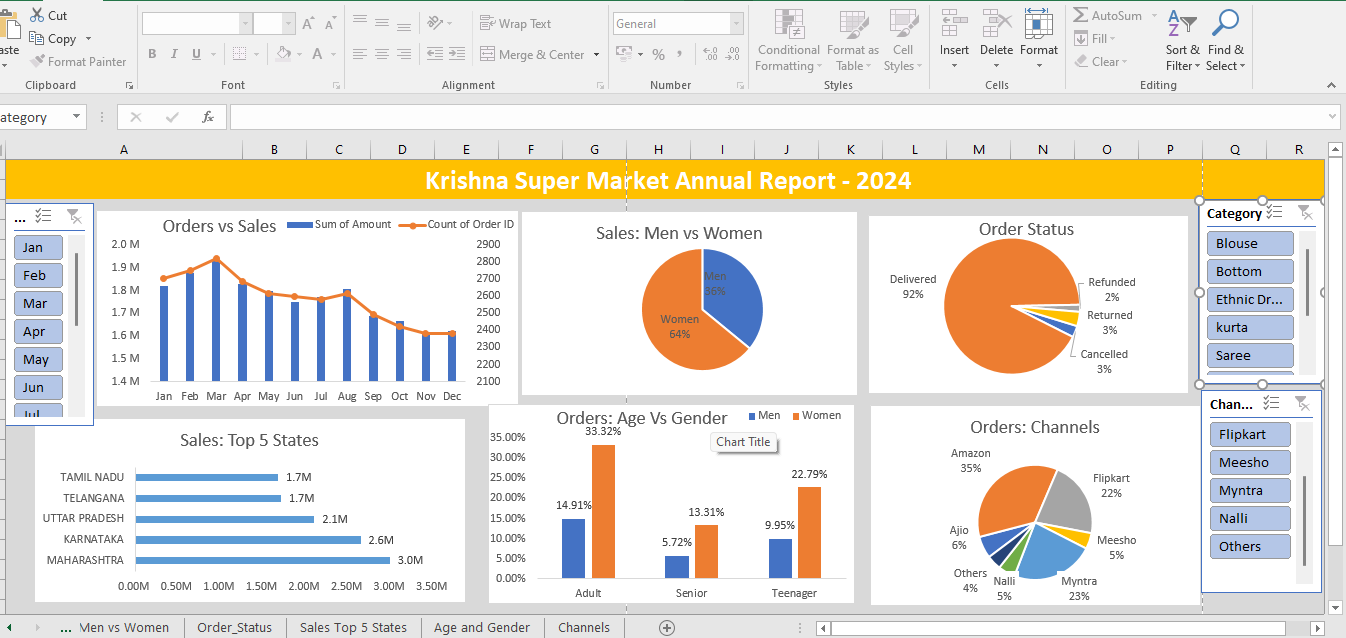 Cut
Copy
aste
Format Painter
Clipboard
B I U
A A
A
Font
Wrap Text
Merge & Center
Alignment
General
% ,
.00
Number
Conditional Formatting
Format as Table
Cell Styles
Styles
Insert
Delete
Format
Cells
AutoSum
Fill
Clear
Sort & Filter
Find & Select
Editing
ategory
fx
A B C D E F G H I J K L M N O P Q R
Krishna Super Market Annual Report - 2024
...
Jan
Feb
Mar
Apr
May
Jun
Jul
Orders vs Sales
Sum of Amount
Count of Order ID
2.0 M
1.9 M
1.8 M
1.7 M
1.6 M
1.5 M
1.4 M
2900
2800
2700
2600
2500
2400
2300
2200
2100
Jan Feb Mar Apr May Jun Jul Aug Sep Oct Nov Dec
Sales: Men vs Women
Men
36%
Women
64%
Order Status
Delivered
92%
Refunded
2%
Returned
3%
Cancelled
3%
Category
Blouse
Bottom
Ethnic Dr...
kurta
Saree
Sales: Top 5 States
TAMIL NADU 1.7M
TELANGANA 1.7M
UTTAR PRADESH 2.1M
KARNATAKA 2.6M
MAHARASHTRA 3.0M
0.00M 0.50M 1.00M 1.50M 2.00M 2.50M 3.00M 3.50M
Orders: Age Vs Gender
Men
Women
Chart Title
35.00%
30.00%
25.00%
20.00%
15.00%
10.00%
5.00%
0.00%
14.91%
33.32%
5.72%
13.31%
9.95%
22.79%
Adult Senior Teenager
Orders: Channels
Amazon
35%
Flipkart
22%
Meesho
5%
Myntra
23%
Nalli
5%
Others
4%
Ajio
6%
Chan...
Flipkart
Meesho
Myntra
Nalli
Others
... Men vs Women
Order_Status
Sales Top 5 States
Age and Gender
Channels